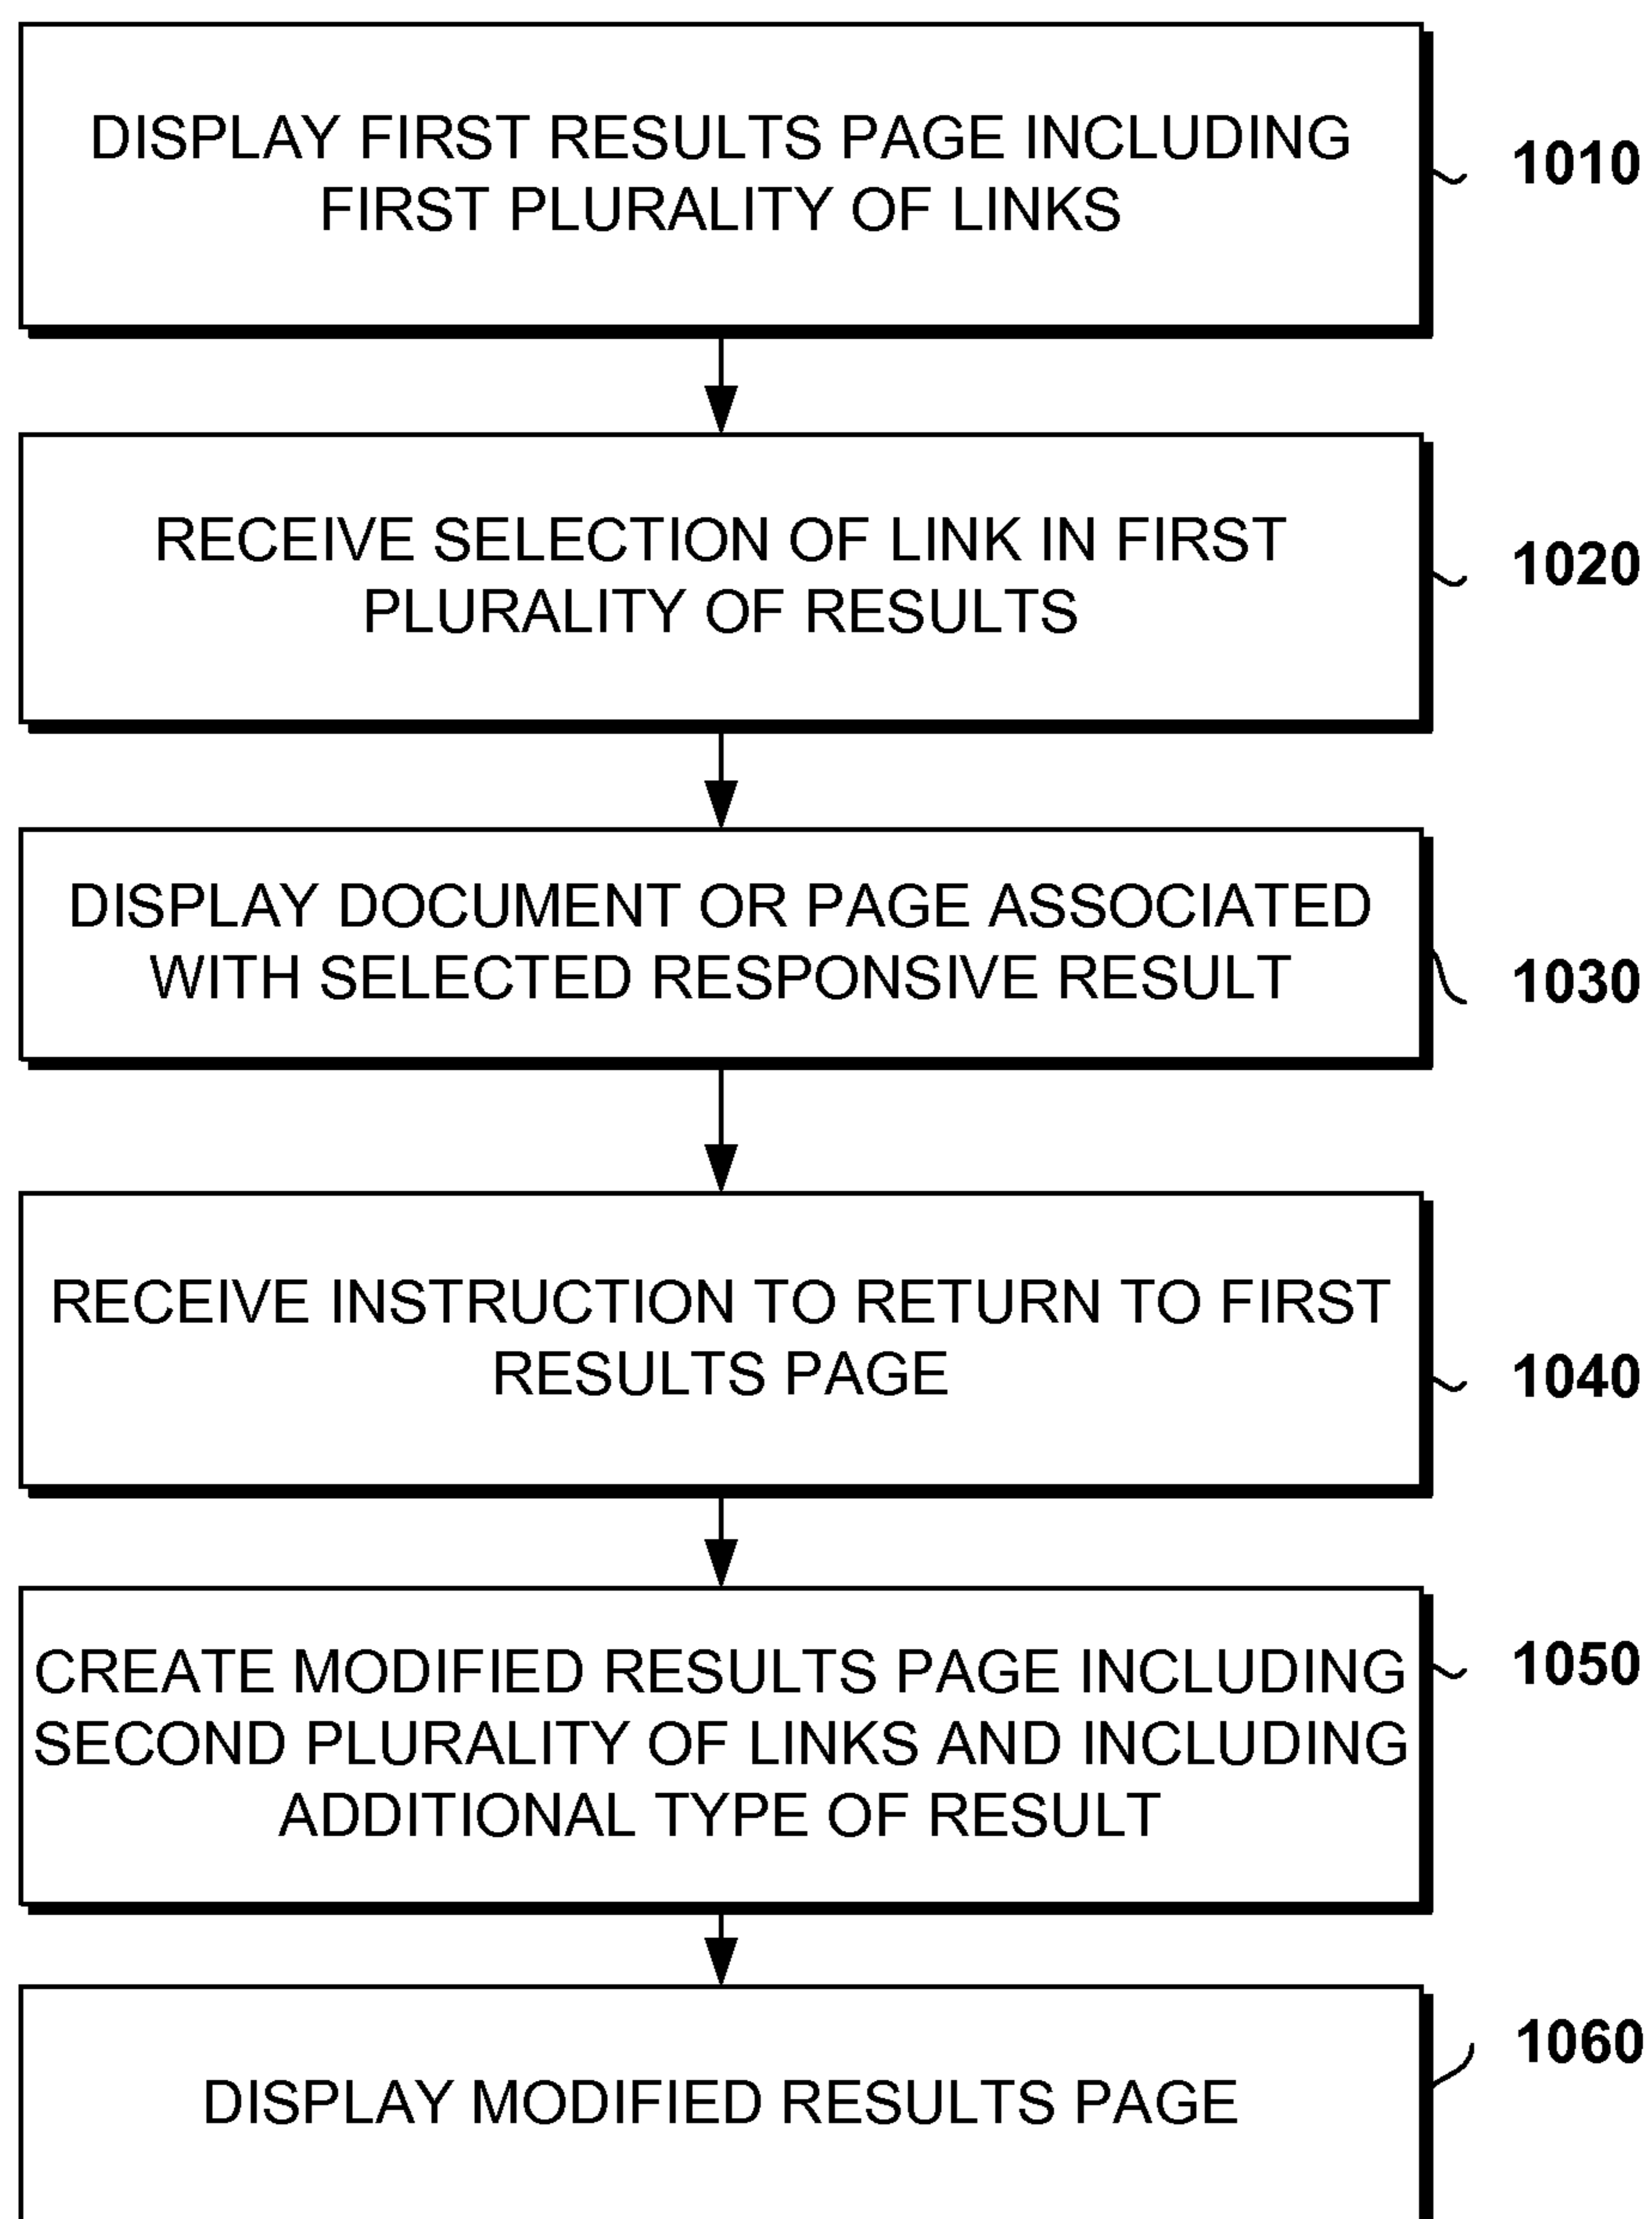 DISPLAY FIRST RESULTS PAGE INCLUDING
FIRST PLURALITY OF LINKS
1010
RECEIVE SELECTION OF LINK IN FIRST
PLURALITY OF RESULTS
1020
DISPLAY DOCUMENT OR PAGE ASSOCIATED
WITH SELECTED RESPONSIVE RESULT
1030
RECEIVE INSTRUCTION TO RETURN TO FIRST
RESULTS PAGE
1040
CREATE MODIFIED RESULTS PAGE INCLUDING
SECOND PLURALITY OF LINKS AND INCLUDING
ADDITIONAL TYPE OF RESULT
1050
DISPLAY MODIFIED RESULTS PAGE
1060